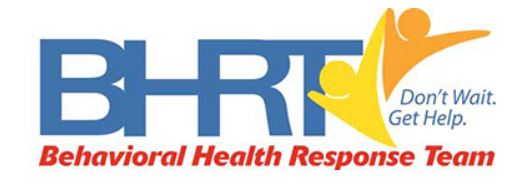 BHRT
Don't Wait.
Get Help.
Behavioral Health Response Team